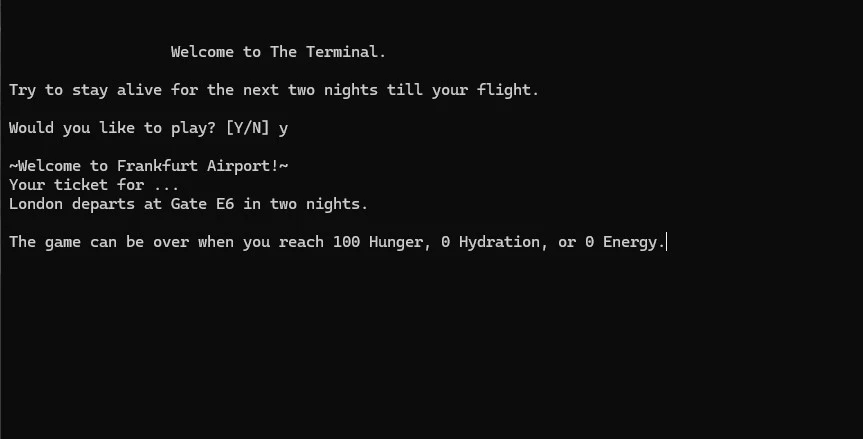 Welcome to The Terminal.
Try to stay alive for the next two nights till your flight.
Would you like to play? [Y/N] y
~Welcome to Frankfurt Airport!~
Your ticket for ...
London departs at Gate E6 in two nights.
The game can be over when you reach 100 Hunger, 0 Hydration, or 0 Energy.